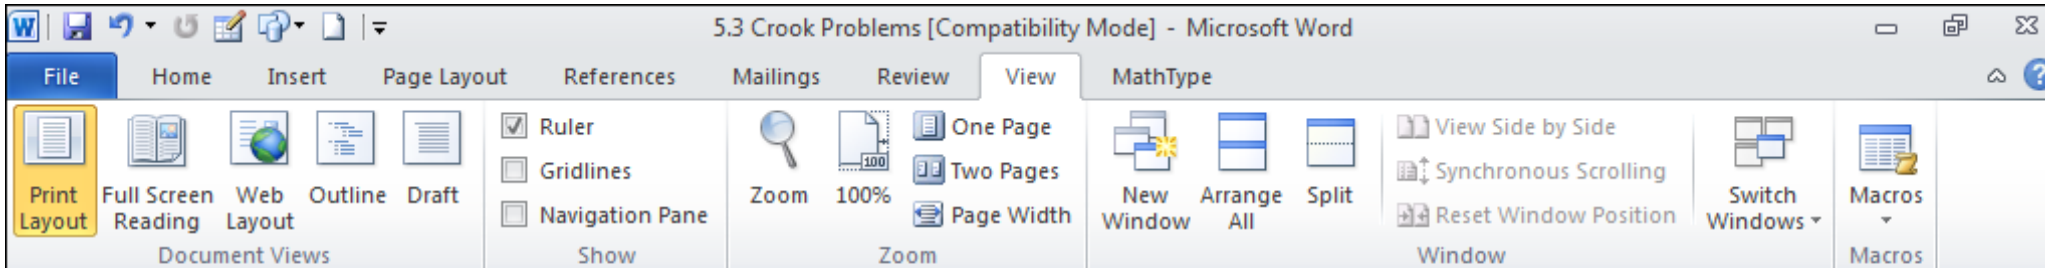 W
5.3 Crook Problems [Compatibility Mode] - Microsoft Word
File Home Insert Page Layout References Mailings Review View MathType ?
Print Layout
Full Screen Reading
Web Layout
Outline
Draft
Document Views
Ruler
Gridlines
Navigation Pane
Show
Zoom
100
100%
One Page
Two Pages
Page Width
Zoom
New Window
Arrange All
Split
View Side by Side
Synchronous Scrolling
Reset Window Position
Switch Windows
Window
Macros
Macros